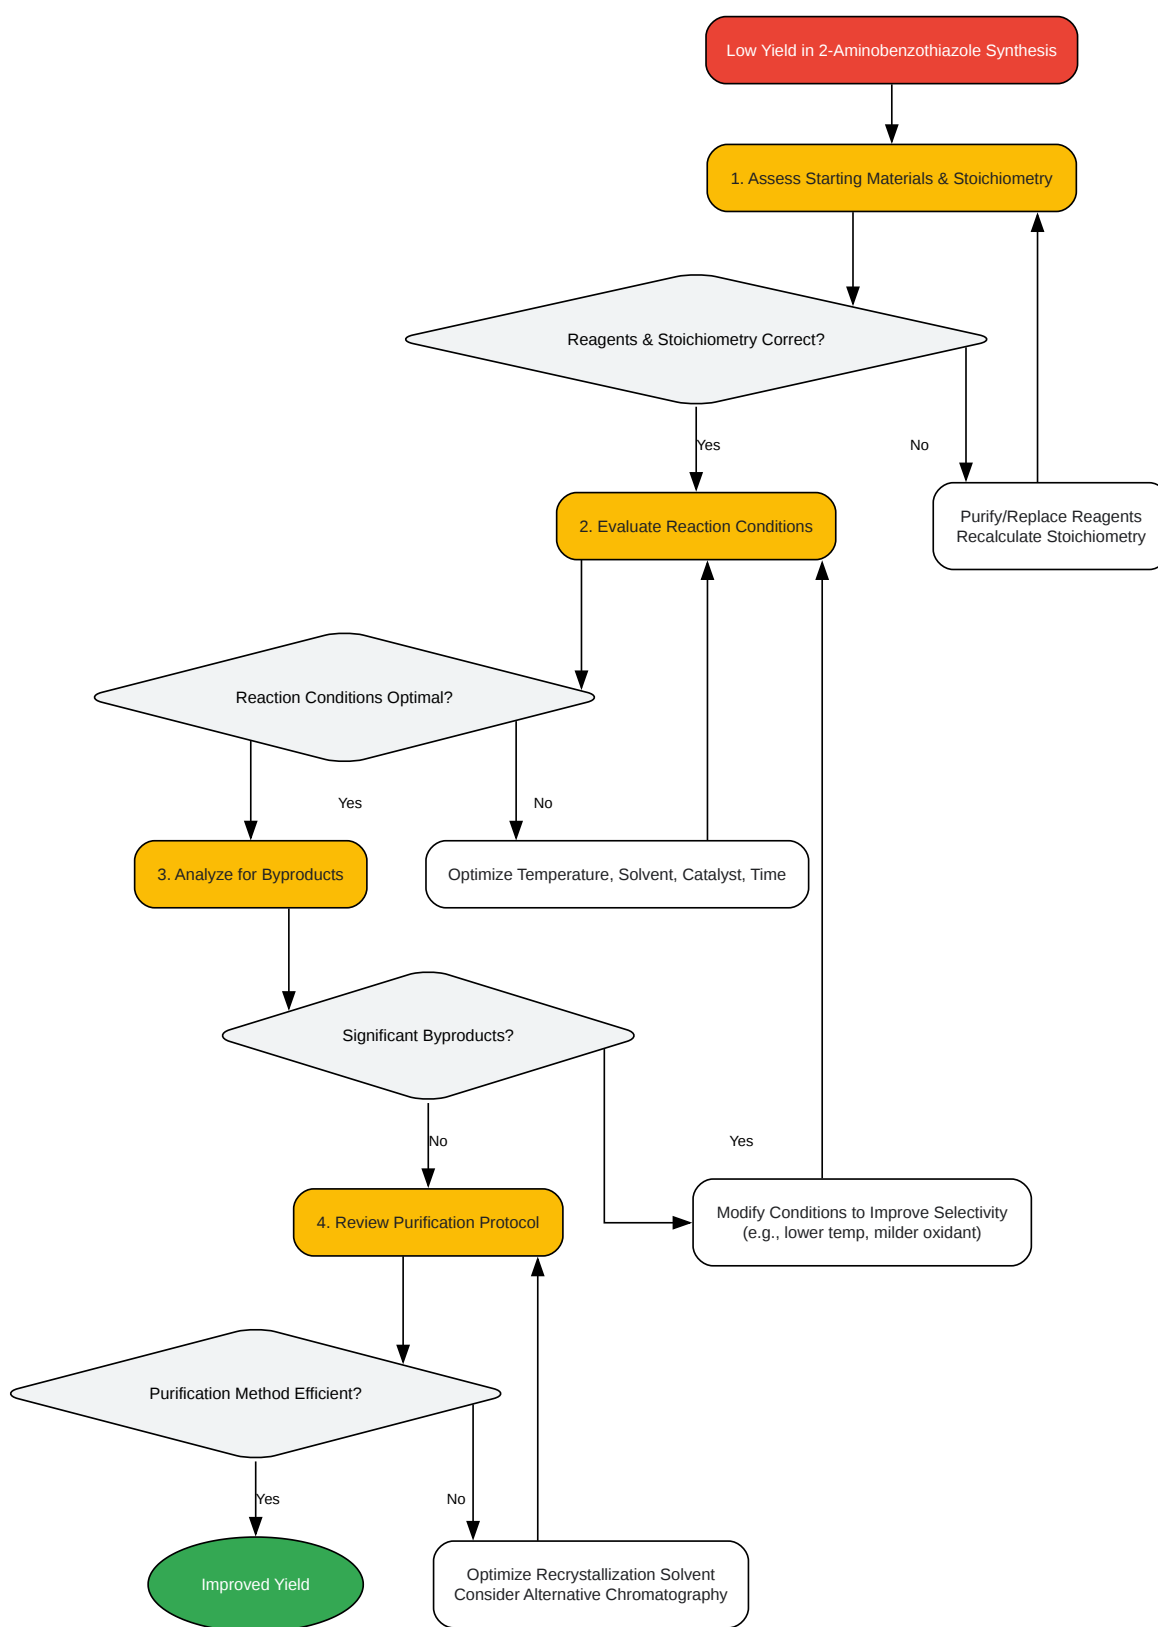 Low Yield in 2-Aminobenzothiazole Synthesis
1. Assess Starting Materials & Stoichiometry
Reagents & Stoichiometry Correct?
Yes
No
2. Evaluate Reaction Conditions
Purify/Replace Reagents
Recalculate Stoichiometry
Reaction Conditions Optimal?
Yes
No
3. Analyze for Byproducts
Optimize Temperature, Solvent, Catalyst, Time
Significant Byproducts?
No
Yes
4. Review Purification Protocol
Modify Conditions to Improve Selectivity
(e.g., lower temp, milder oxidant)
Purification Method Efficient?
Yes
No
Improved Yield
Optimize Recrystallization Solvent
Consider Alternative Chromatography